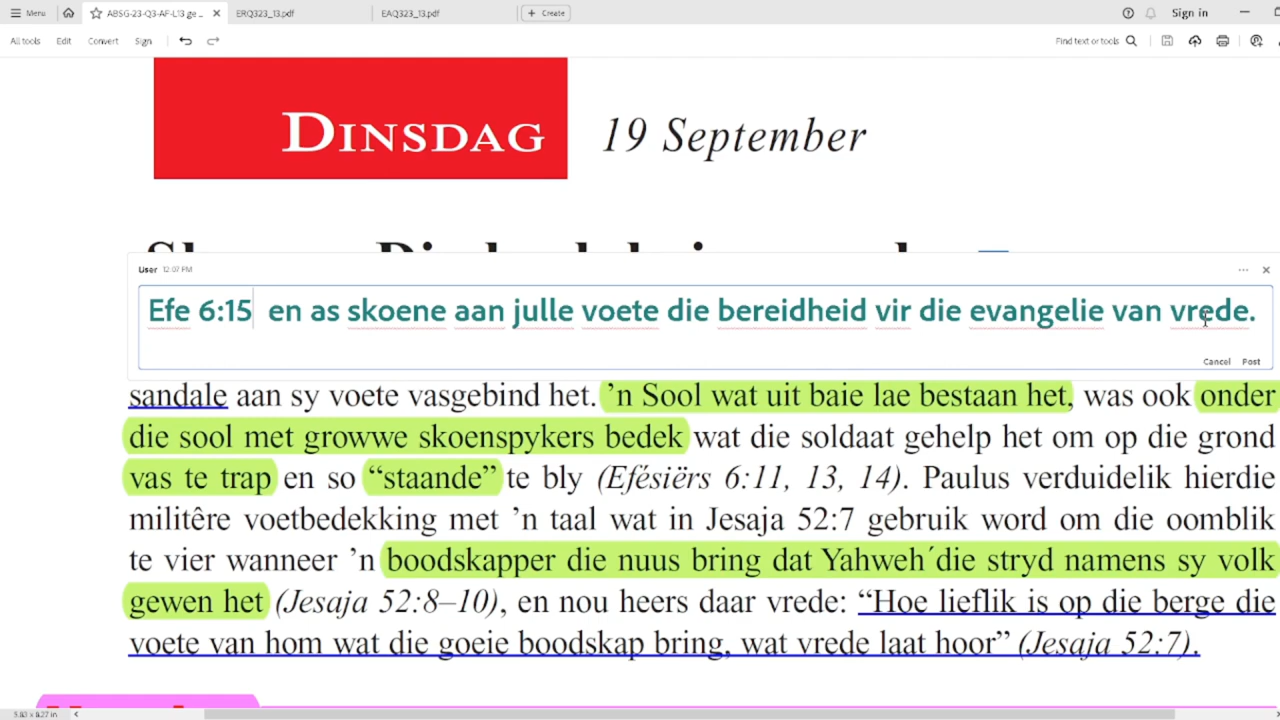 Menu
ABSG-23-Q3-AF-L13 ge...
ERQ323_13.pdf
EAQ323_13.pdf
+ Create
Sign in
All tools Edit Convert Sign
Find text or tools
DINSDAG 19 September
User 12:07 PM
Efe 6:15 en as skoene aan julle voete die bereidheid vir die evangelie van vrede.
Cancel Post
sandale aan sy voete vasgebind het. ’n Sool wat uit baie lae bestaan het, was ook onder
die sool met growwe skoenspykers bedek wat die soldaat gehelp het om op die grond
vas te trap en so “staande” te bly (Efésiërs 6:11, 13, 14). Paulus verduidelik hierdie
militêre voetbedekking met ’n taal wat in Jesaja 52:7 gebruik word om die oomblik
te vier wanneer ’n boodskapper die nuus bring dat Yahweh´die stryd namens sy volk
gewen het (Jesaja 52:8–10), en nou heers daar vrede: “Hoe lieflik is op die berge die
voete van hom wat die goeie boodskap bring, wat vrede laat hoor” (Jesaja 52:7).